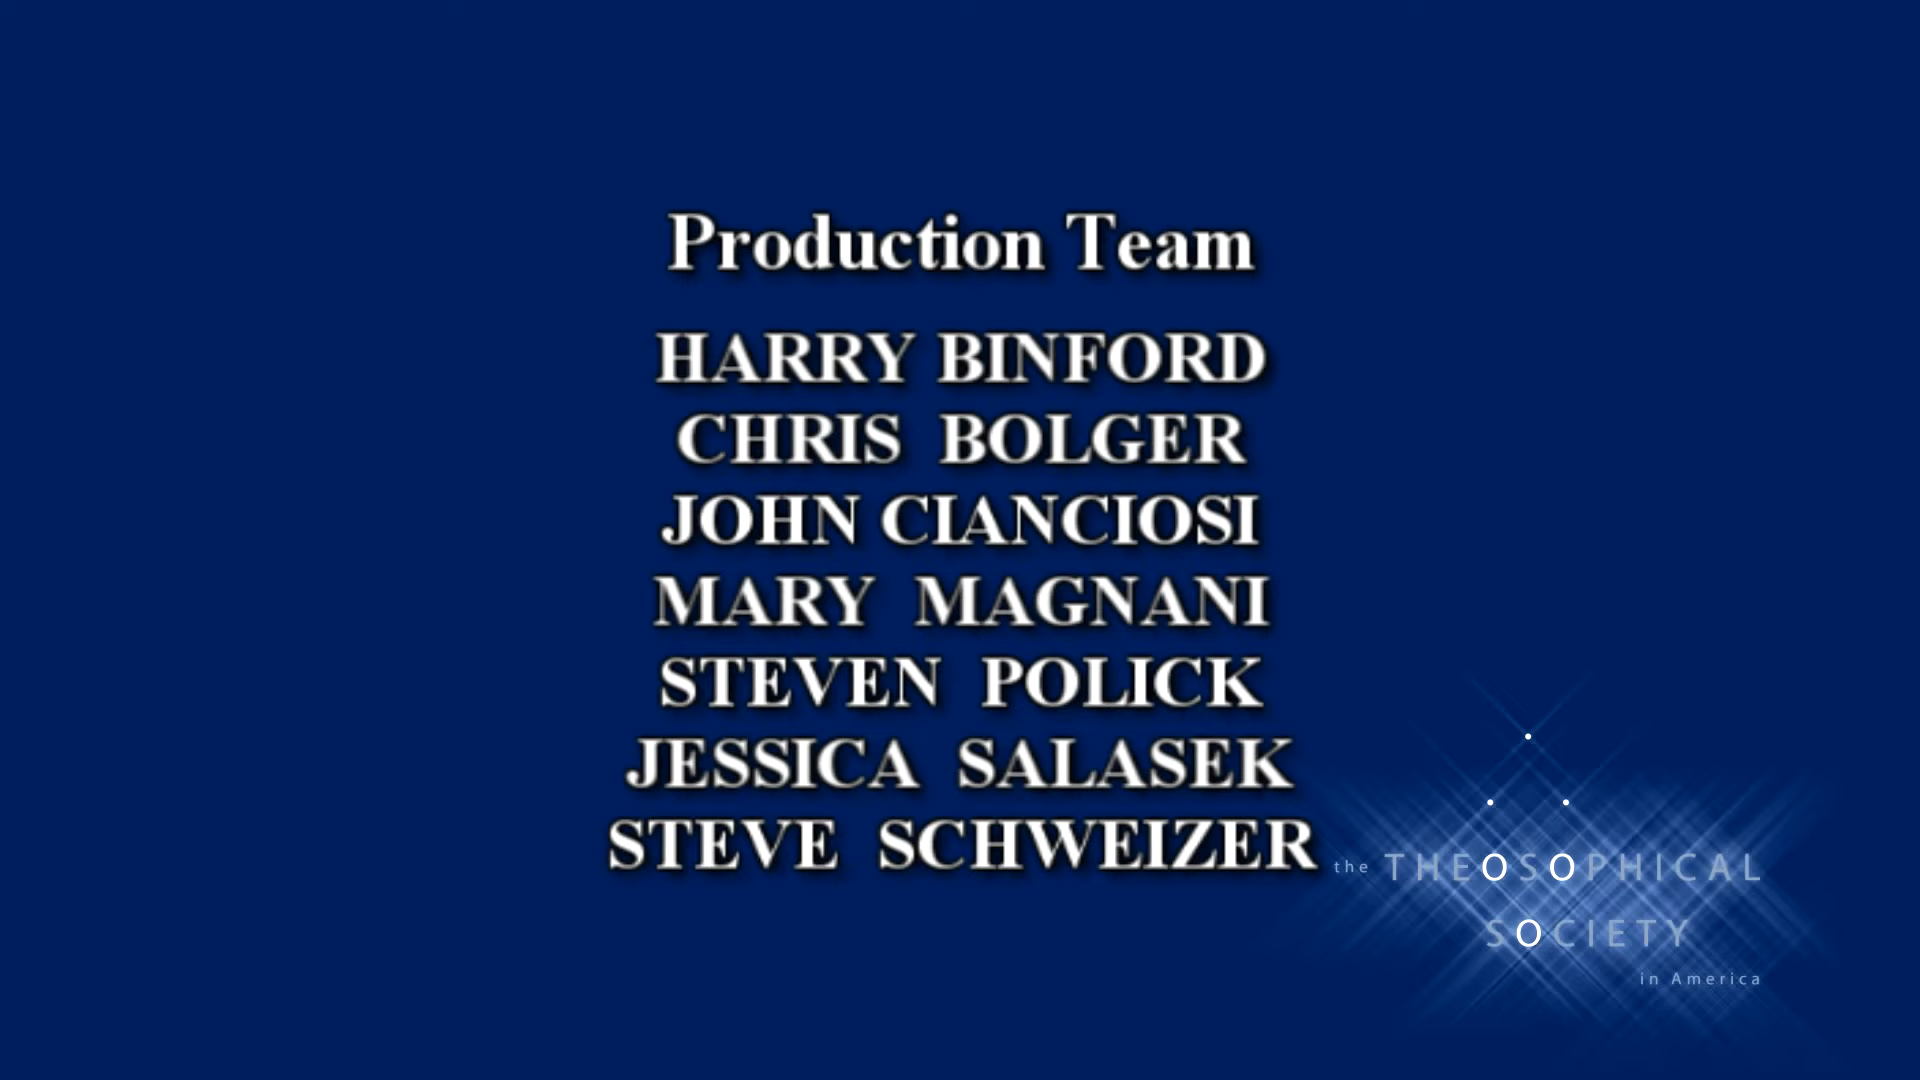 Production Team
HARRY BINFORD
CHRIS BOLGER
JOHN CIANCIOSI
MARY MAGNANI
STEVEN POLICK
JESSICA SALASEK
STEVE SCHWEIZER
the THEOSOPHICAL
SOCIETY
in America